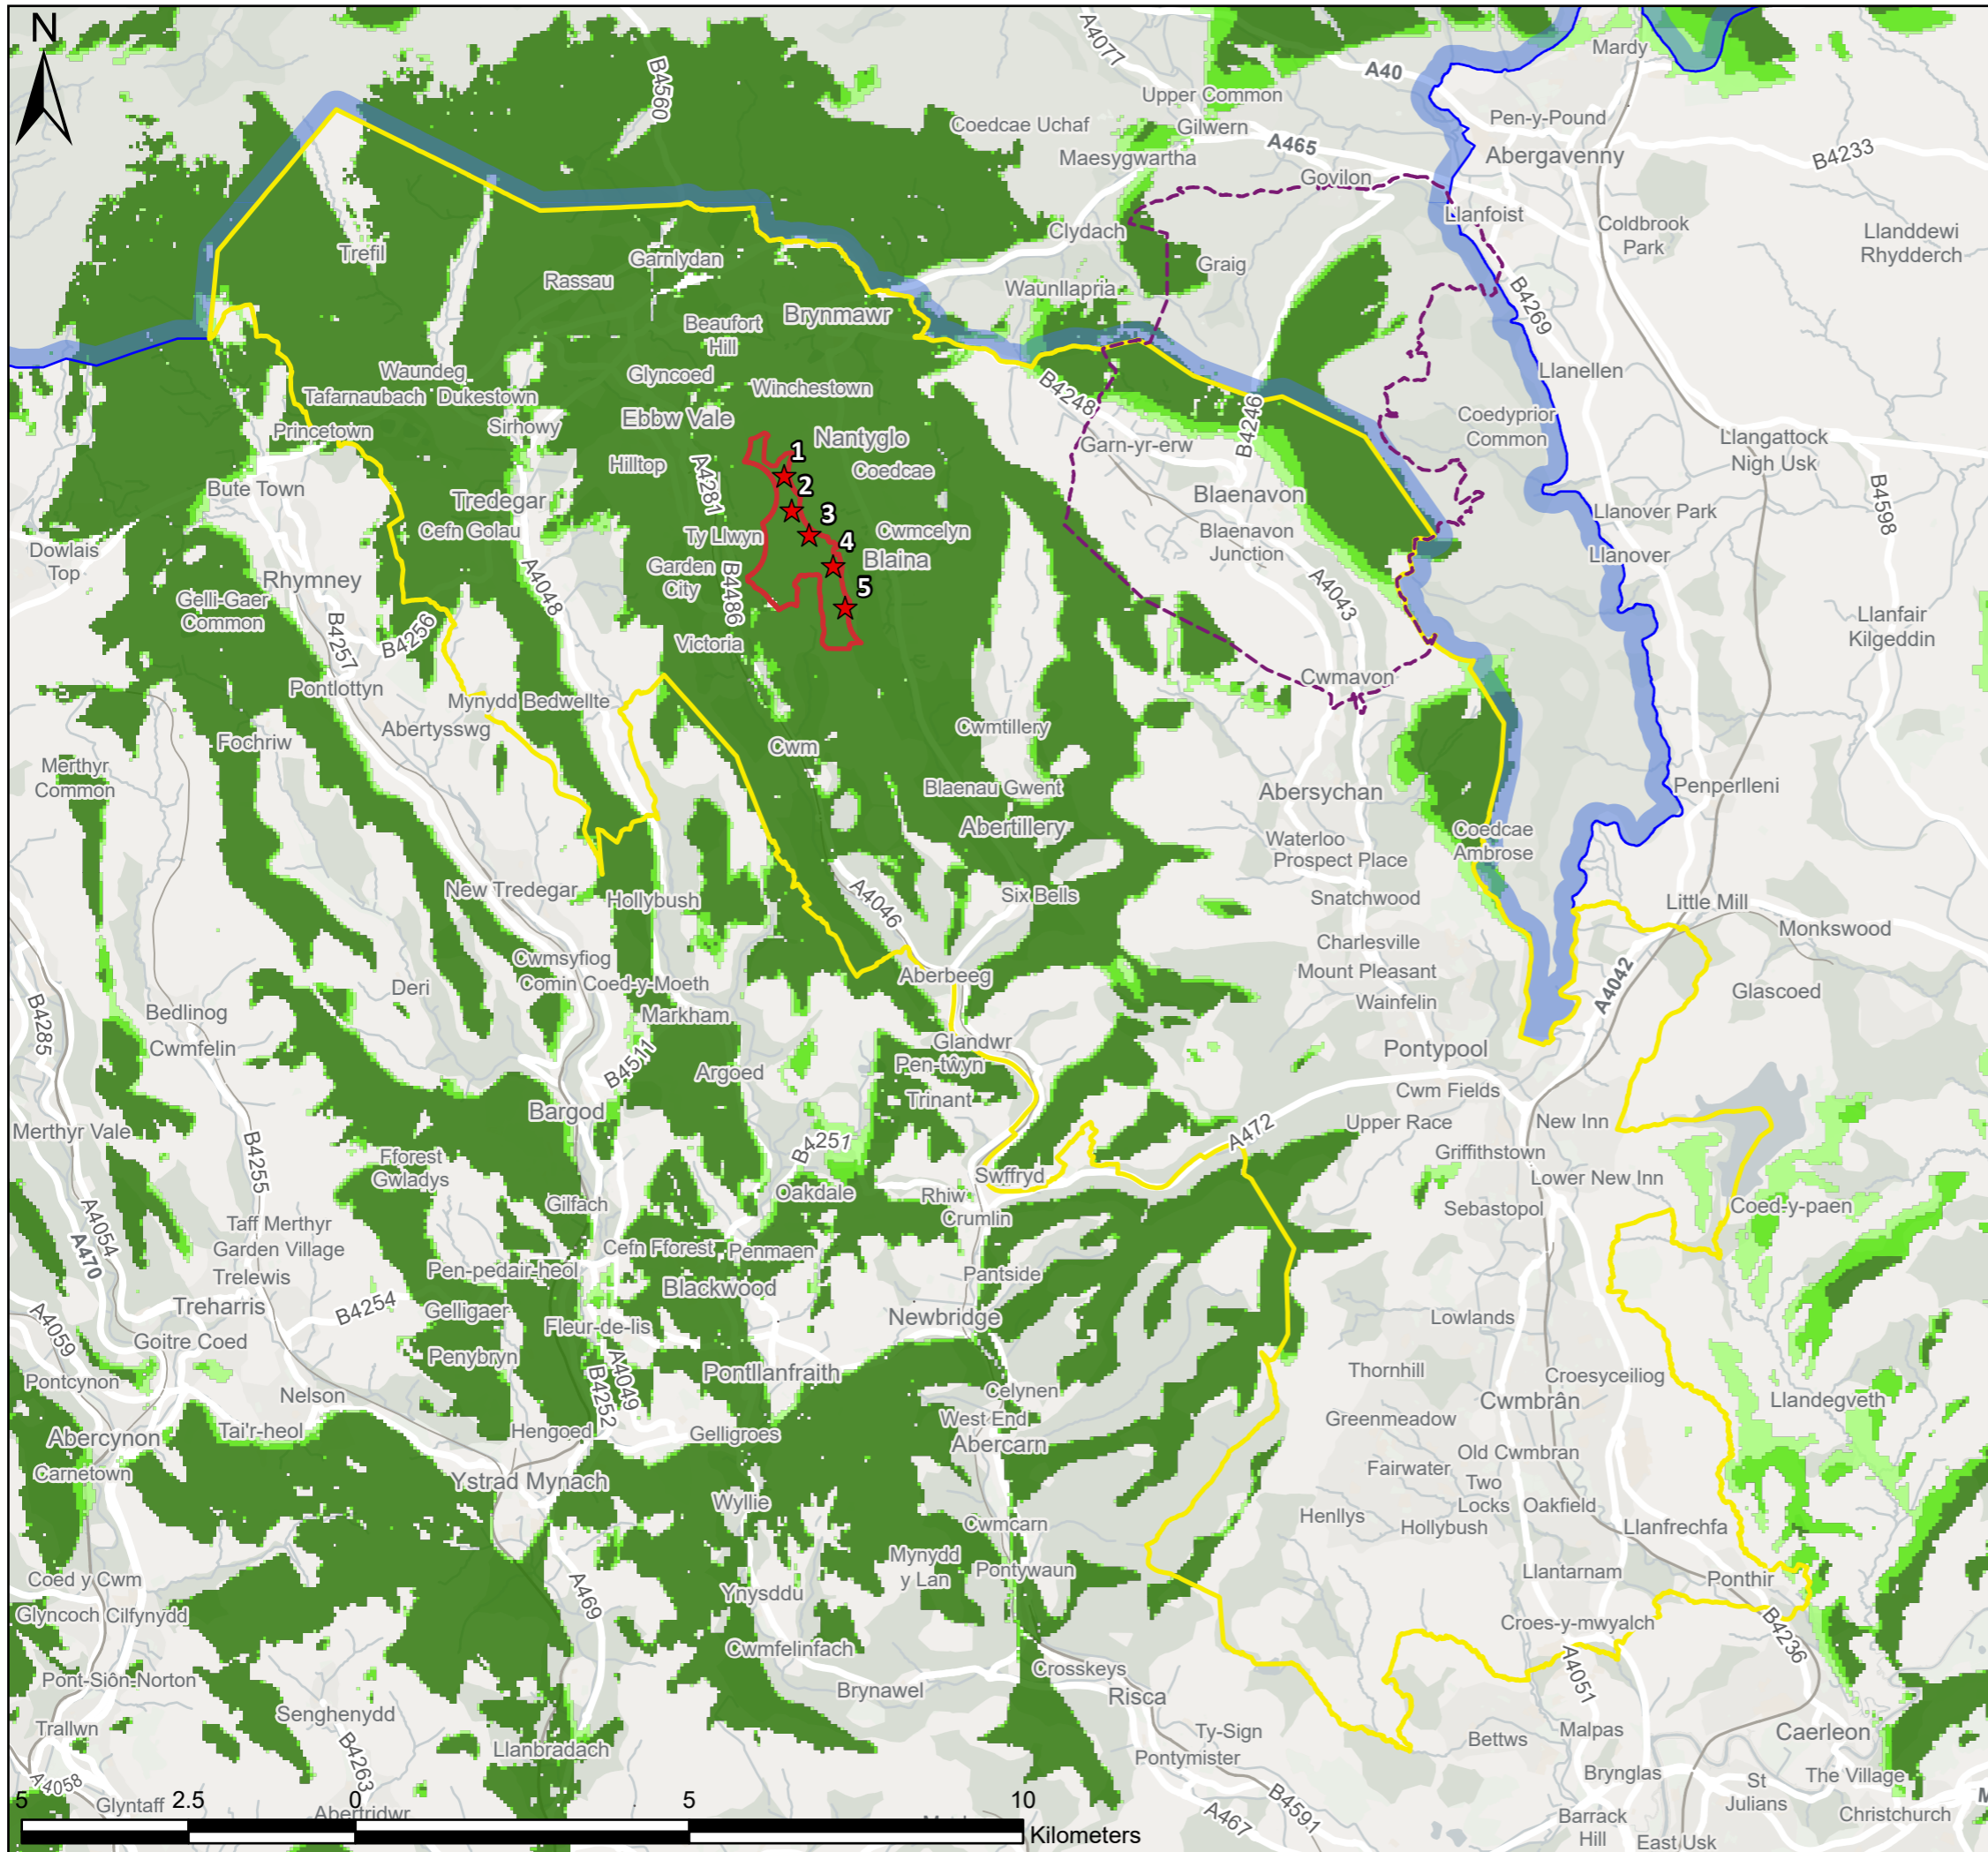 N
A4077
Mardy
B4560
A40
Upper Common
Pen-y-Pound
Coedcae Uchaf
Gilwern
A465
Abergavenny
B4233
Maesygwartha
Govilon
Llanfoist
Coldbrook
Park
Llanddewi
Rhydderch
Clydach
Trefil
Garnlydan
Graig
Rassau
Waunllapria
B4269
Brynmawr
Beaufort
Hill
Waundeg
Glyncoed
Llanellen
Tafarnaubach
Dukestown
Winchestown
B4248
B4246
Coedyprior
Common
Princetown
Sirhowy
Ebbw Vale
Nantyglo
Garn-yr-erw
Llangattock
Nigh Usk
1
Hilltop
A4281
Coedcae
Bute Town
2
Blaenavon
B4598
Tredegar
3
Llanover Park
Cefn Golau
Ty Llwyn
Cwmcelyn
Blaenavon
Junction
Dowlais
Top
4
Blaina
Llanover
Rhymney
A4048
Garden
City
B4486
5
A4043
Gelli-Gaer
Common
B4257
B4256
Llanfair
Kilgeddin
Victoria
Cwmavon
Pontlottyn
Mynydd Bedwellte
Abertysswg
Cwmtillery
Fochriw
Cwm
Merthyr
Common
Blaenau Gwent
Abersychan
Penperlleni
Abertillery
Waterloo
Coedcae
Ambrose
Prospect Place
New Tredegar
A4046
Six Bells
Snatchwood
Hollybush
Little Mill
Charlesville
Monkswood
Cwmsyfiog
Aberbeeg
Mount Pleasant
A4042
Comin Coed-y-Moeth
Deri
Wainfelin
Glascoed
B4285
Bedlinog
Markham
Cwmfelin
Glandwr
Pontypool
B4511
Argoed
Pen-twyn
Cwm Fields
Bargod
Trinant
Upper Race
New Inn
Merthyr Vale
A472
B4255
B4251
Griffithstown
Fforest
Gwladys
Swffryd
Lower New Inn
Oakdale
Rhiw
Gilfach
Crumlin
Sebastopol
Coed-y-paen
A4054
Taff Merthyr
Garden Village
A470
Cefn Fforest
Penmaen
Trelewis
Pen-pedair-heol
Pantside
Blackwood
Treharris
B4254
Gelligaer
Newbridge
Lowlands
A4059
Goitre Coed
Fleur-de-lis
Penybryn
Pontllanfraith
Thornhill
Croesyceiliog
Pontcynon
A4049
B4252
Celynen
Nelson
Cwmbrân
Llandegveth
Tai'r-heol
Hengoed
Gelligroes
West End
Greenmeadow
Abercynon
Abercarn
Old Cwmbran
Carnetown
Fairwater
Ystrad Mynach
Two
Locks
Wyllie
Oakfield
Henllys
Hollybush
Llanfrechfa
Cwmcarn
Mynydd
y Lan
Pontywaun
Llantarnam
Ponthir
Coed y Cwm
Ynysddu
A469
Glyncoch
Cilfynydd
Croes-y-mwyalch
B4236
Cwmfelinfach
Pont-Siôn-Norton
Crosskeys
A4051
Brynawel
Risca
Senghenydd
Trallwn
Ty-Sign
Malpas
Caerleon
B4263
Llanbradach
Bettws
Pontymister
A4058
Brynglas
The Village
Glyntaff
St
Julians
B4591
Abertridwr
A467
Barrack
Hill
Christchurch
East Usk
5
2.5
0
5
10
Kilometers